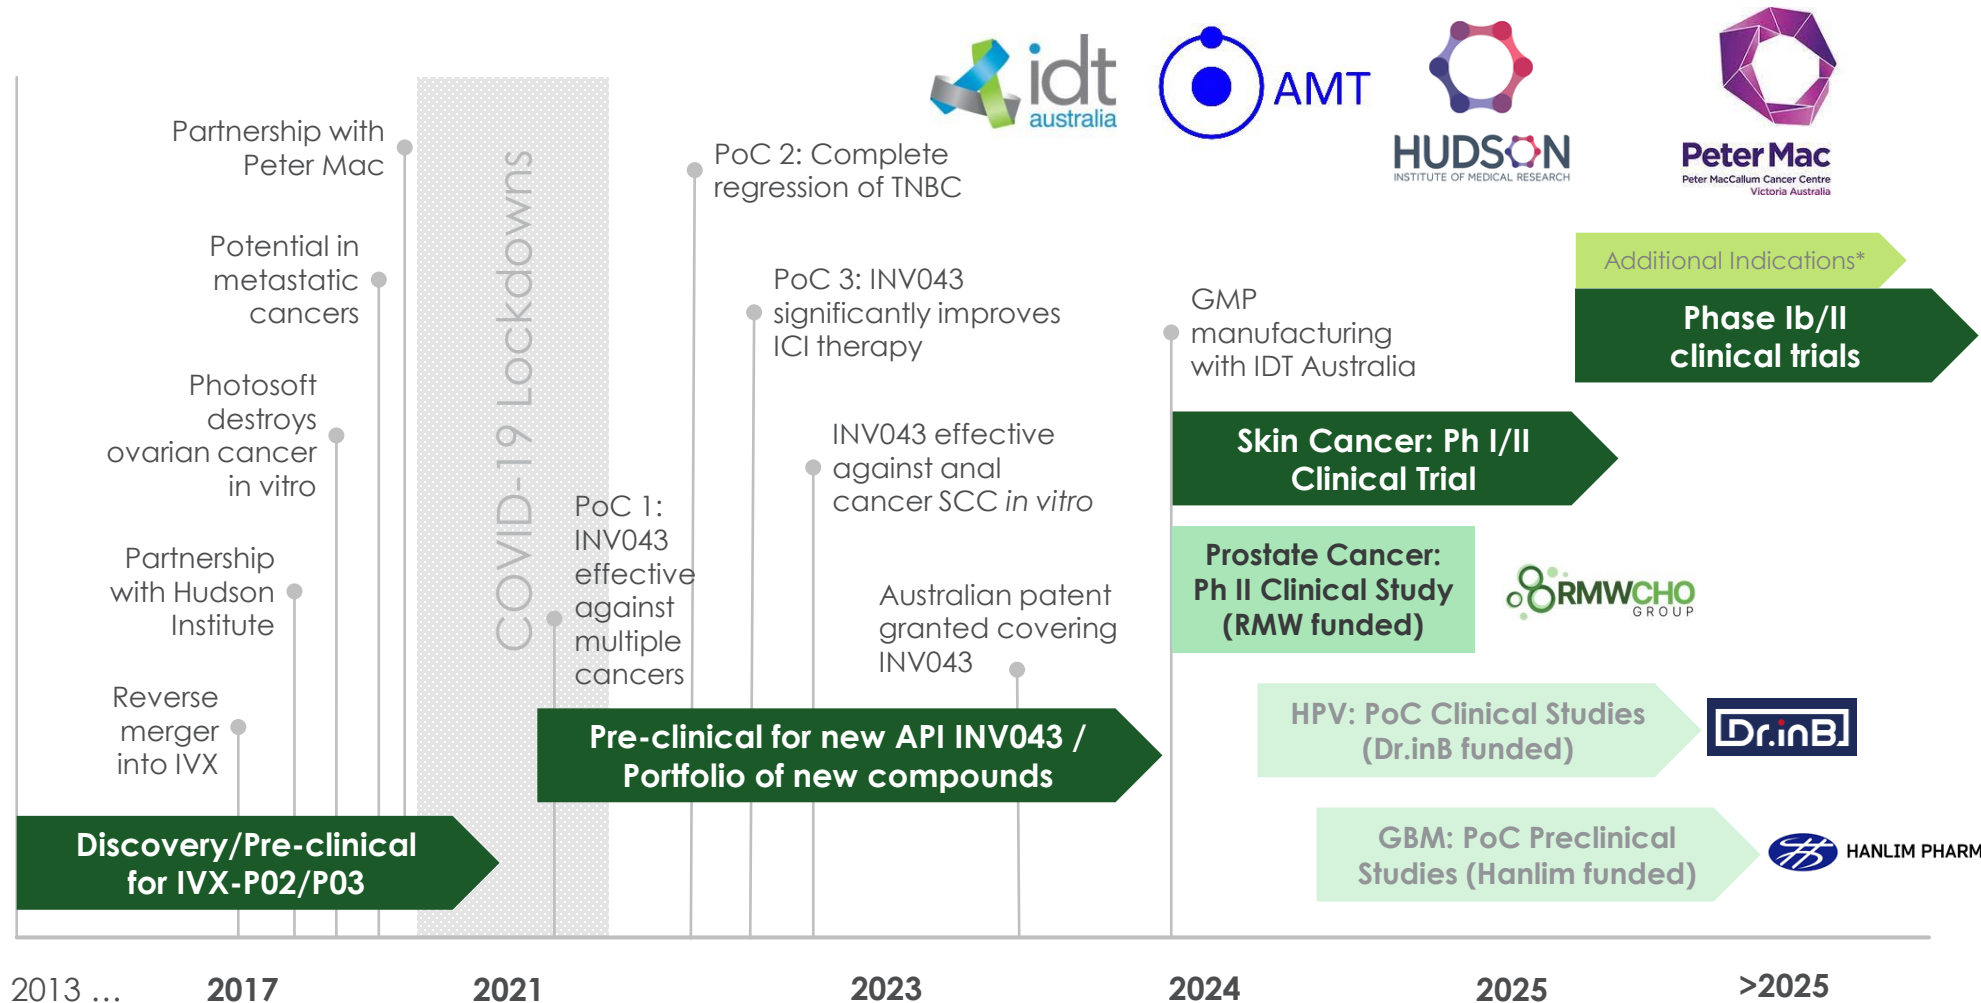 idt
australia
AMT
HUDSON
INSTITUTE OF MEDICAL RESEARCH
Peter Mac
Peter MacCallum Cancer Centre
Victoria Australia
Partnership with
Peter Mac
Potential in
metastatic
cancers
Photosoft
destroys
ovarian cancer
in vitro
Partnership
with Hudson
Institute
Reverse
merger
into IVX
Discovery/Pre-clinical
for IVX-P02/P03
COVID-19 Lockdowns
PoC 1:
INV043
effective
against
multiple
cancers
PoC 2: Complete
regression of TNBC
PoC 3: INV043
significantly improves
ICI therapy
INV043 effective
against anal
cancer SCC in vitro
Australian patent
granted covering
INV043
Pre-clinical for new API INV043 /
Portfolio of new compounds
GMP
manufacturing
with IDT Australia
Additional Indications*
Phase Ib/II
clinical trials
Skin Cancer: Ph I/II
Clinical Trial
Prostate Cancer:
Ph II Clinical Study
(RMW funded)
RMWCHO
GROUP
HPV: PoC Clinical Studies
(Dr.inB funded)
Dr.inB
GBM: PoC Preclinical
Studies (Hanlim funded)
HANLIM PHARM
2013 ...
2017
2021
2023
2024
2025
>2025